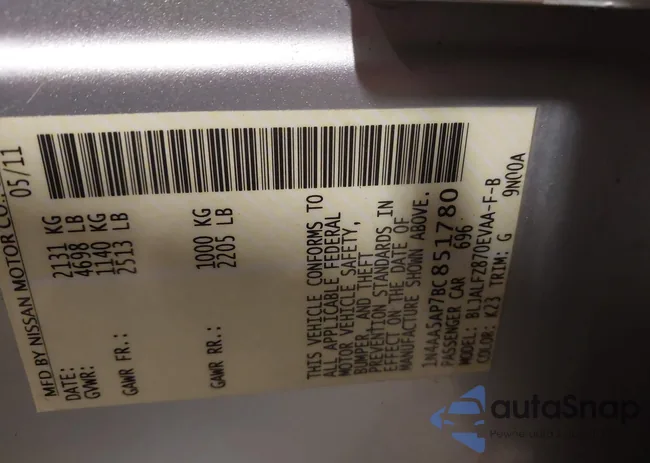 MFD BY NISSAN MOTOR CO.,
DATE: 05/11
GVWR: 2131 KG
4698 LB
GAWR FR.: 1140 KG
2513 LB
GAWR RR.: 1000 KG
2205 LB
THIS VEHICLE CONFORMS TO
ALL APPLICABLE FEDERAL
MOTOR VEHICLE SAFETY,
BUMPER, AND THEFT
PREVENTION STANDARDS IN
EFFECT ON THE DATE OF
MANUFACTURE SHOWN ABOVE.
1N4AA5AP7BC851780
PASSENGER CAR 696
MODEL: BLJALFZ870EVAA-F-B
COLOR: K23 TRIM: G 9N00A
autoSnap